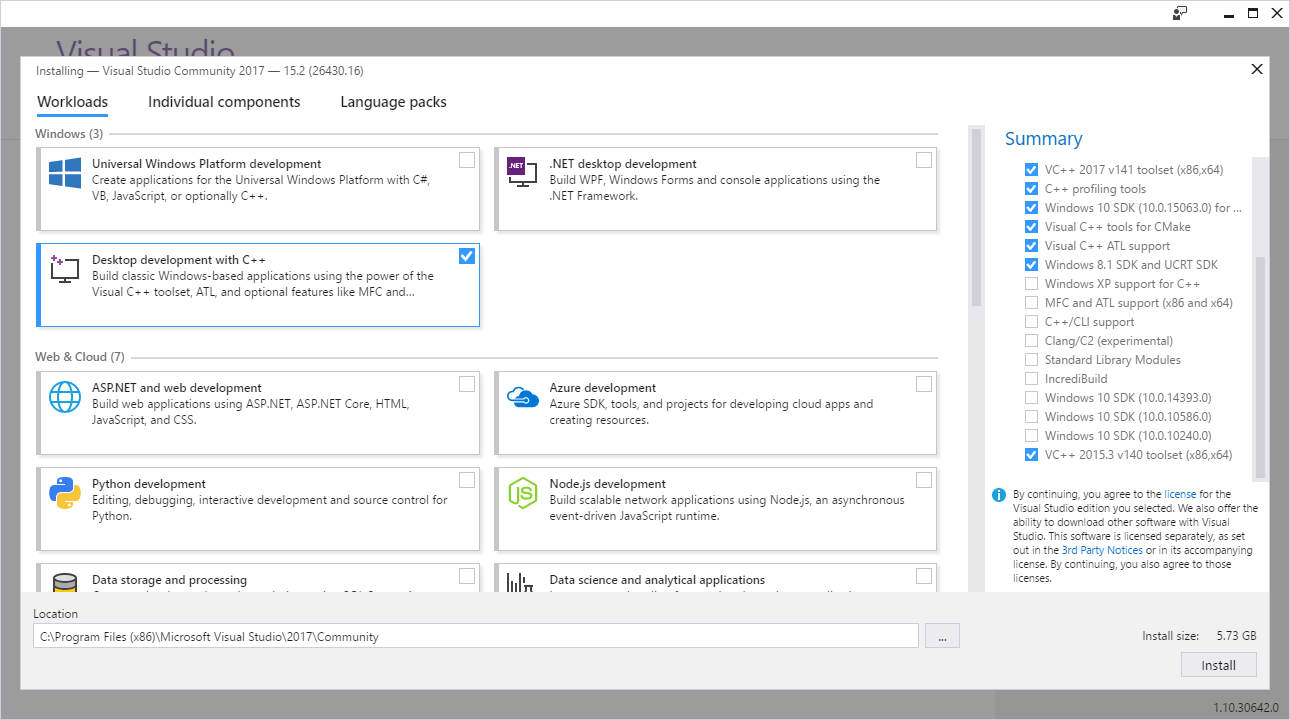 Visual Studio
Installing — Visual Studio Community 2017 — 15.2 (26430.16)
Workloads
Individual components
Language packs
Windows (3)
Universal Windows Platform development
Create applications for the Universal Windows Platform with C#,
VB, JavaScript, or optionally C++.
.NET
.NET desktop development
Build WPF, Windows Forms and console applications using the
.NET Framework.
Desktop development with C++
Build classic Windows-based applications using the power of the
Visual C++ toolset, ATL, and optional features like MFC and...
Web & Cloud (7)
ASP.NET and web development
Build web applications using ASP.NET, ASP.NET Core, HTML,
JavaScript, and CSS.
Azure development
Azure SDK, tools, and projects for developing cloud apps and
creating resources.
Python development
Editing, debugging, interactive development and source control for
Python.
JS
Node.js development
Build scalable network applications using Node.js, an asynchronous
event-driven JavaScript runtime.
Data storage and processing
Data science and analytical applications
Summary
VC++ 2017 v141 toolset (x86,x64)
C++ profiling tools
Windows 10 SDK (10.0.15063.0) for ...
Visual C++ tools for CMake
Visual C++ ATL support
Windows 8.1 SDK and UCRT SDK
Windows XP support for C++
MFC and ATL support (x86 and x64)
C++/CLI support
Clang/C2 (experimental)
Standard Library Modules
IncrediBuild
Windows 10 SDK (10.0.14393.0)
Windows 10 SDK (10.0.10586.0)
Windows 10 SDK (10.0.10240.0)
VC++ 2015.3 v140 toolset (x86,x64)
By continuing, you agree to the license for the
Visual Studio edition you selected. We also offer the
ability to download other software with Visual
Studio. This software is licensed separately, as set
out in the 3rd Party Notices or in its accompanying
license. By continuing, you also agree to those
licenses.
Location
C:\Program Files (x86)\Microsoft Visual Studio\2017\Community
...
Install size: 5.73 GB
Install
1.10.30642.0